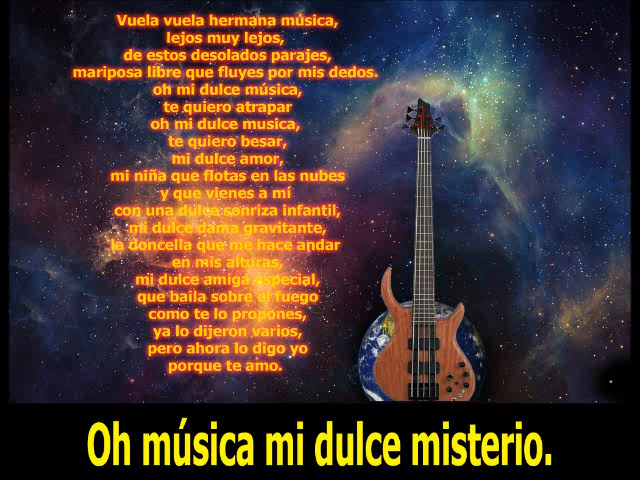 Vuela vuela hermana música,
lejos muy lejos,
de estos desolados parajes,
mariposa libre que fluyes por mis dedos.
oh mi dulce música,
te quiero atrapar
oh mi dulce musica,
te quiero besar,
mi dulce amor,
mi niña que flotas en las nubes
y que vienes a mí
con una dulce sonriza infantil,
mi dulce dama gravitante,
la doncella que me hace andar
en mis alturas,
mi dulce amiga especial,
que baila sobre el fuego
como te lo propones,
ya lo dijeron varios,
pero ahora lo digo yo
porque te amo.
Oh música mi dulce misterio.